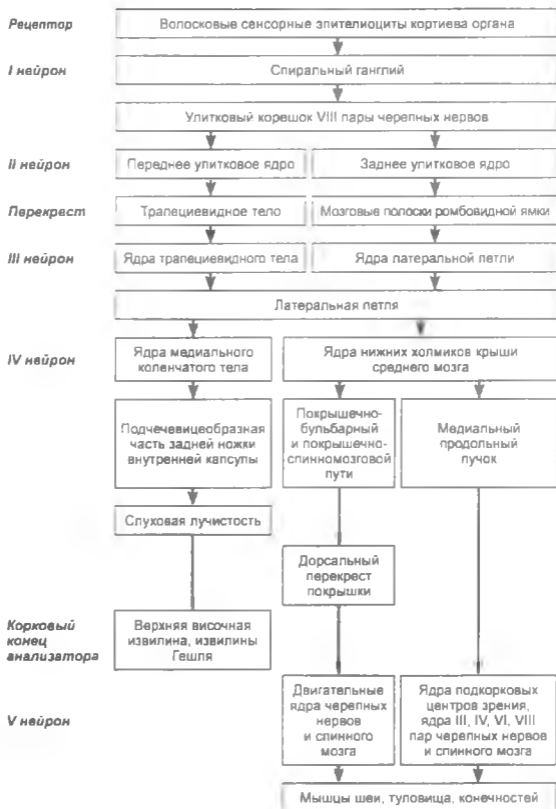 Рецептор
Волосковые сенсорные эпителиоциты кортиева органа
I нейрон
Спиральный ганглий
Улитковый корешок VIII пары черепных нервов
II нейрон
Переднее улитковое ядро
Заднее улитковое ядро
Перекрест
Трапециевидное тело
Мозговые полоски ромбовидной ямки
III нейрон
Ядра трапециевидного тела
Ядра латеральной петли
Латеральная петля
IV нейрон
Ядра медиального
коленчатого тела
Ядра нижних холмиков крыши
среднего мозга
Подчечевицеобразная
часть задней ножки
внутренней капсулы
Покрышечно-
бульбарный
и покрышечно-
спинномозговой
пути
Медиальный
продольный
пучок
Слуховая лучистость
Дорсальный
перекрест
покрышки
Корковый
конец
анализатора
Верхняя височная
извилина, извилины
Гешля
V нейрон
Двигательные
ядра черепных
нервов
и спинного
мозга
Ядра подкорковых
центров зрения,
ядра III, IV, VI, VIII
пар черепных нервов
и спинного мозга
Мышцы шеи, туловища, конечностей